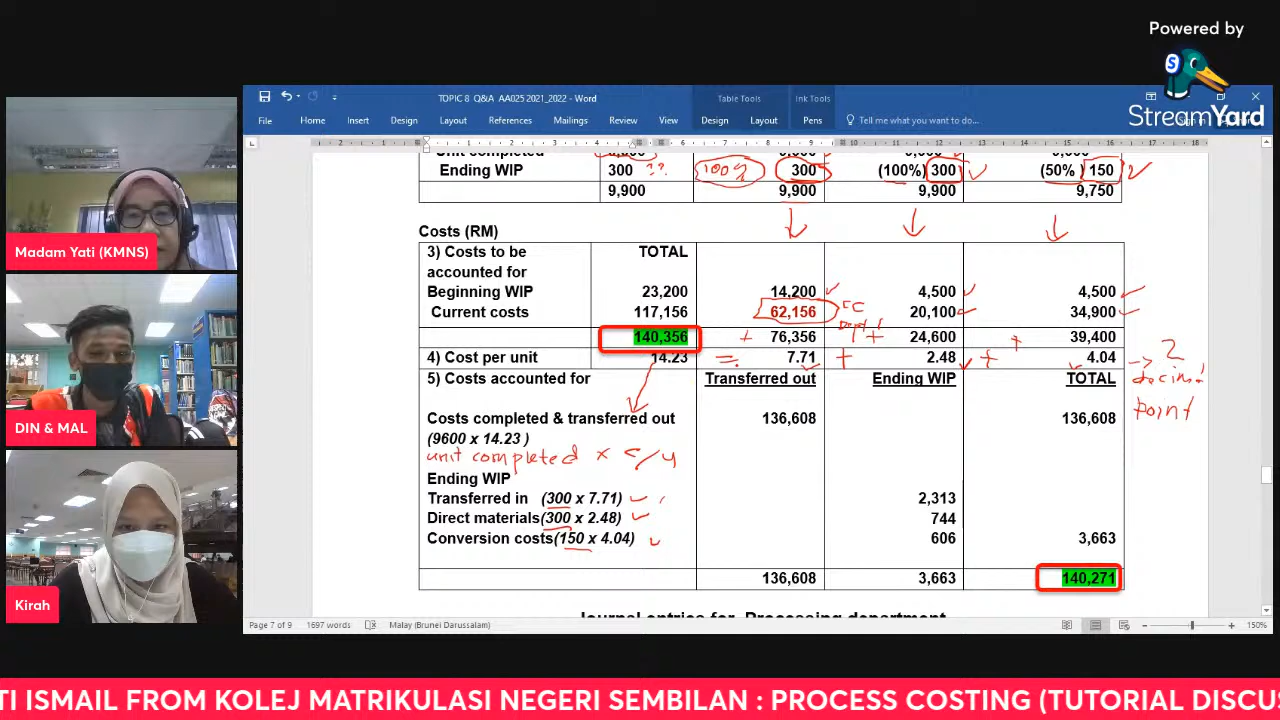 Powered by
StreamYard
TOPIC 8 Q&A AA025 2021_2022 - Word
Table Tools
Ink Tools
File Home Insert Design Layout References Mailings Review View Design Layout Pens Tell me what you want to do...
Ending WIP 300 ?? 100% 300 (100%) 300 (50%) 150
9,900 9,900 9,900 9,750
Costs (RM)
3) Costs to be accounted for TOTAL
Beginning WIP 23,200 14,200 4,500 4,500
Current costs 117,156 62,156 20,100 34,900
140,356 + 76,356 + 24,600 + 39,400
4) Cost per unit 14.23 = 7.71 + 2.48 + 4.04
→ 2
point
5) Costs accounted for Transferred out Ending WIP TOTAL
Costs completed & transferred out 136,608 136,608
(9600 x 14.23 )
unit completed x c/u
Ending WIP
Transferred in (300 x 7.71) 2,313
Direct materials(300 x 2.48) 744
Conversion costs(150 x 4.04) 606 3,663
136,608 3,663 140,271
Journal entries for Processing department
Page 7 of 9 1697 words Malay (Brunei Darussalam) 150%
Madam Yati (KMNS)
DIN & MAL
Kirah
TI ISMAIL FROM KOLEJ MATRIKULASI NEGERI SEMBILAN : PROCESS COSTING (TUTORIAL DISCUS